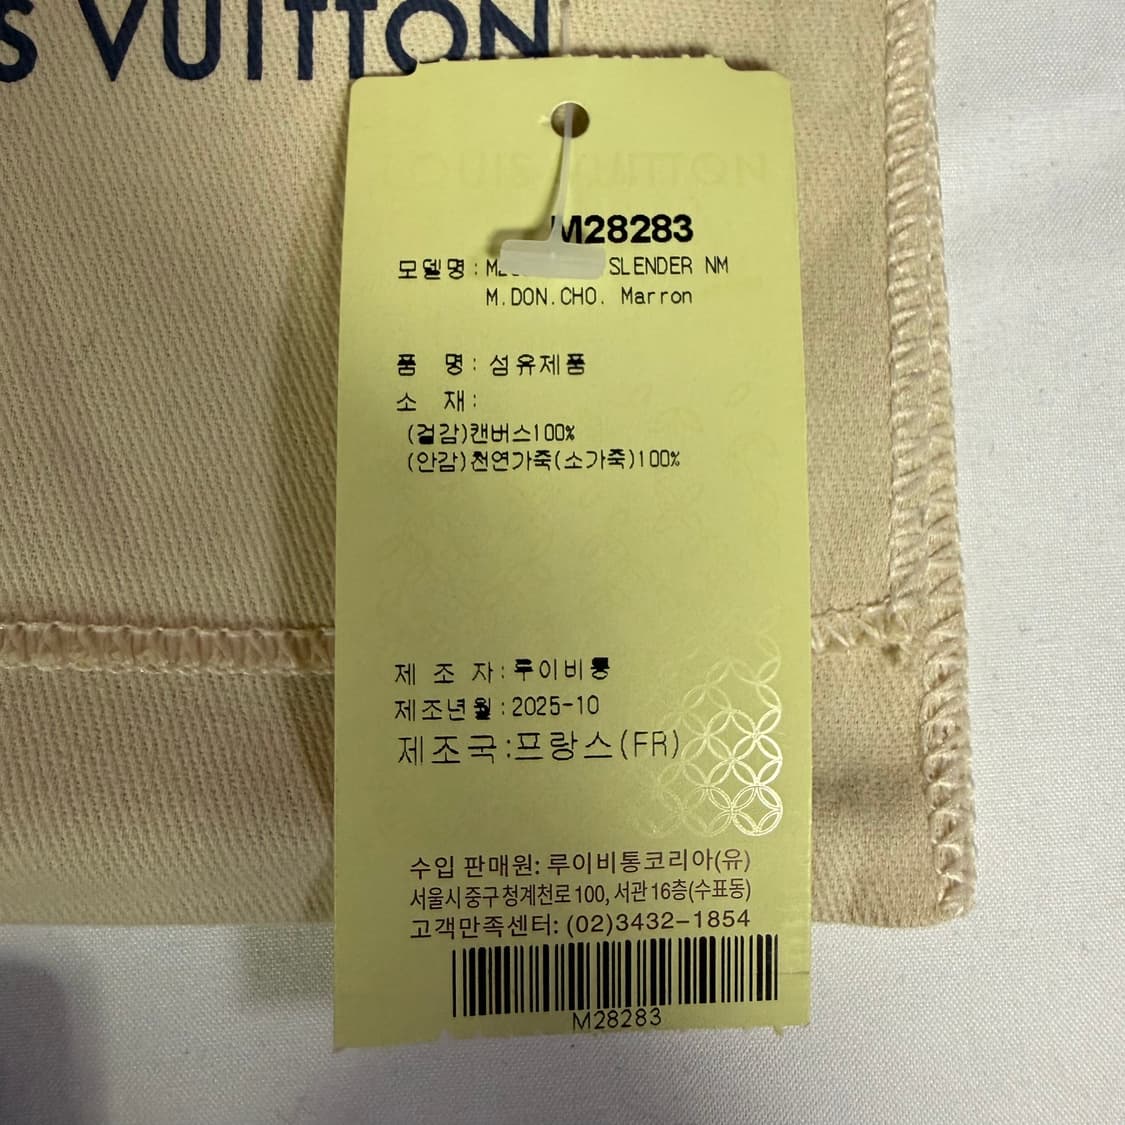 S VUITTON
M28283
모델명: SLENDER NM
M.DON.CHO. Marron
품 명: 섬유제품
소 재:
(겉감)캔버스100%
(안감)천연가죽(소가죽)100%
제 조 자:루이비통
제조년월:2025-10
제조국:프랑스(FR)
수입 판매원: 루이비통코리아(유)
서울시 중구 청계천로 100, 서관 16층(수표동)
고객만족센터: (02)3432-1854
M28283